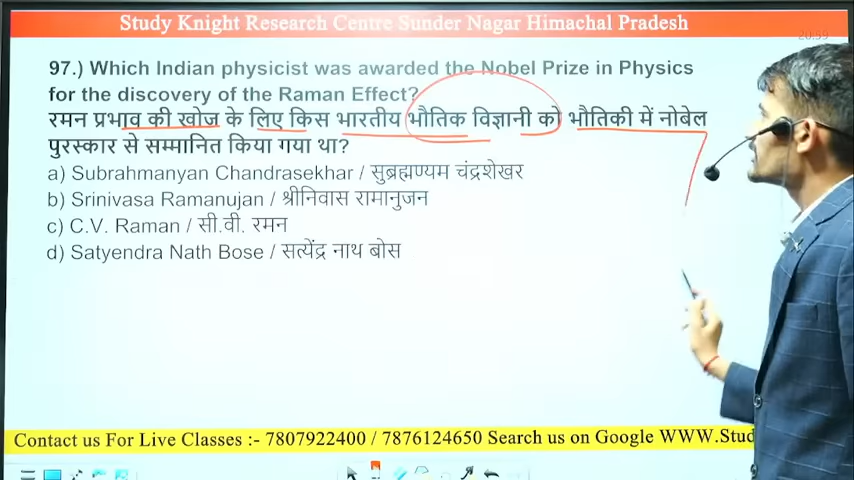 Study Knight Research Centre Sunder Nagar Himachal Pradesh
20:59
97.) Which Indian physicist was awarded the Nobel Prize in Physics
for the discovery of the Raman Effect?
रमन प्रभाव की खोज के लिए किस भारतीय भौतिक विज्ञानी को भौतिकी में नोबेल
पुरस्कार से सम्मानित किया गया था?
a) Subrahmanyan Chandrasekhar / सुब्रह्मण्यम चंद्रशेखर
b) Srinivasa Ramanujan / श्रीनिवास रामानुजन
c) C.V. Raman / सी.वी. रमन
d) Satyendra Nath Bose / सत्येंद्र नाथ बोस
Contact us For Live Classes :- 7807922400 / 7876124650 Search us on Google WWW.Stud